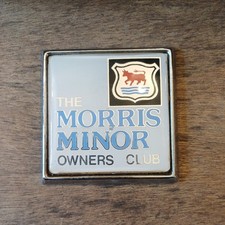 THE
MORRIS
MINOR
OWNERS CLUB